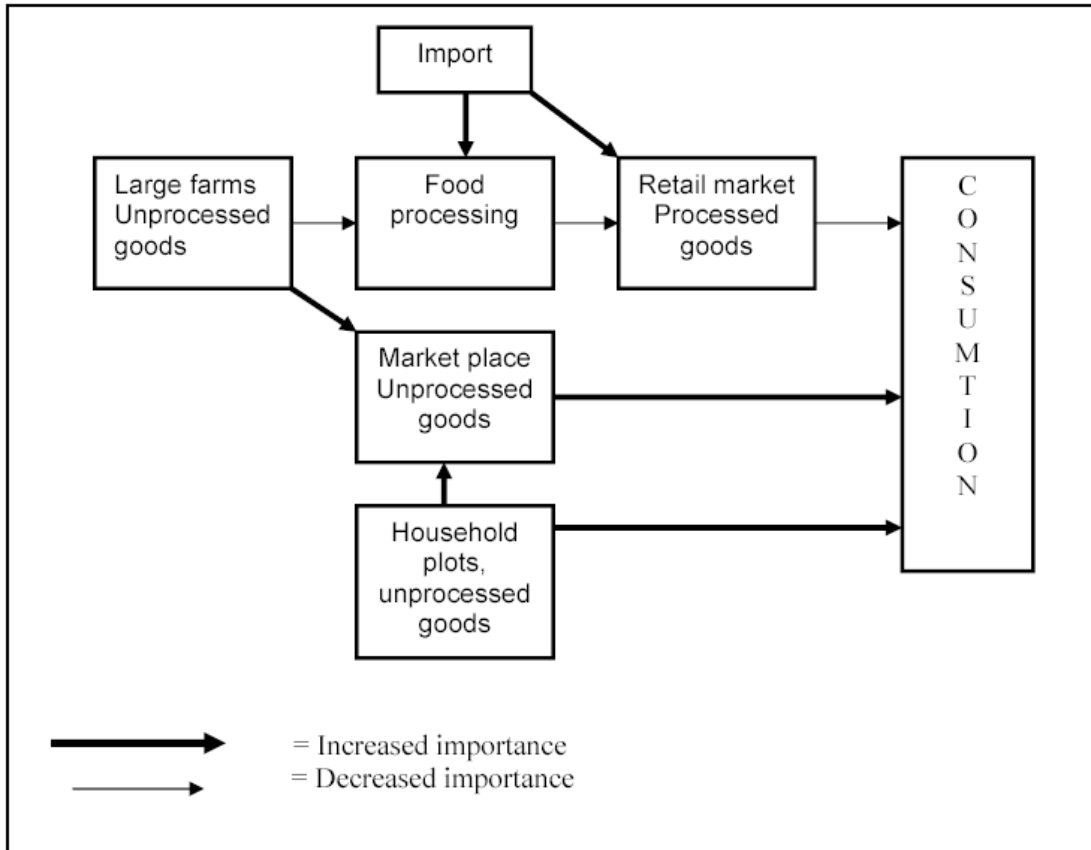 Import
Large farms
Unprocessed
goods
Food
processing
Retail market
Processed
goods
C
O
N
S
U
M
T
I
O
N
Market place
Unprocessed
goods
Household
plots,
unprocessed
goods
= Increased importance
= Decreased importance